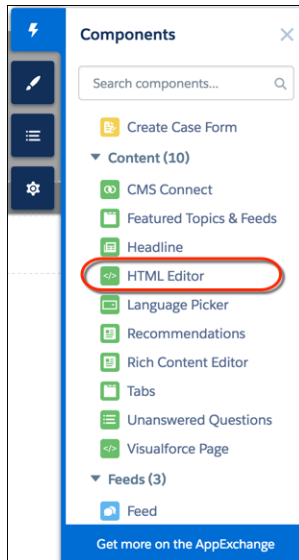 Components
Search components...
Create Case Form
Content (10)
CMS Connect
Featured Topics & Feeds
Headline
HTML Editor
Language Picker
Recommendations
Rich Content Editor
Tabs
Unanswered Questions
Visualforce Page
Feeds (3)
Feed
Get more on the AppExchange